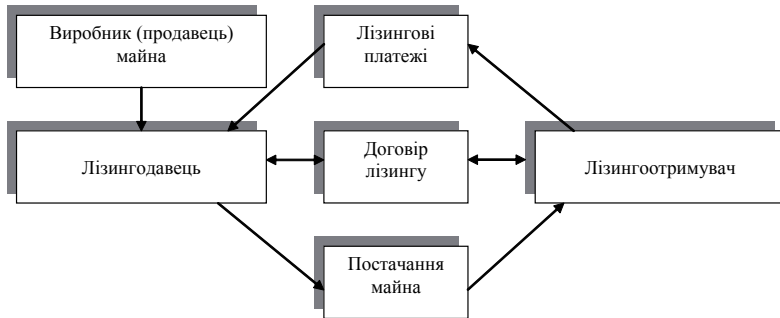 Виробник (продавець)
майна
Лізингові
платежі
Лізингодавець
Договір
лізингу
Лізингоотримувач
Постачання
майна